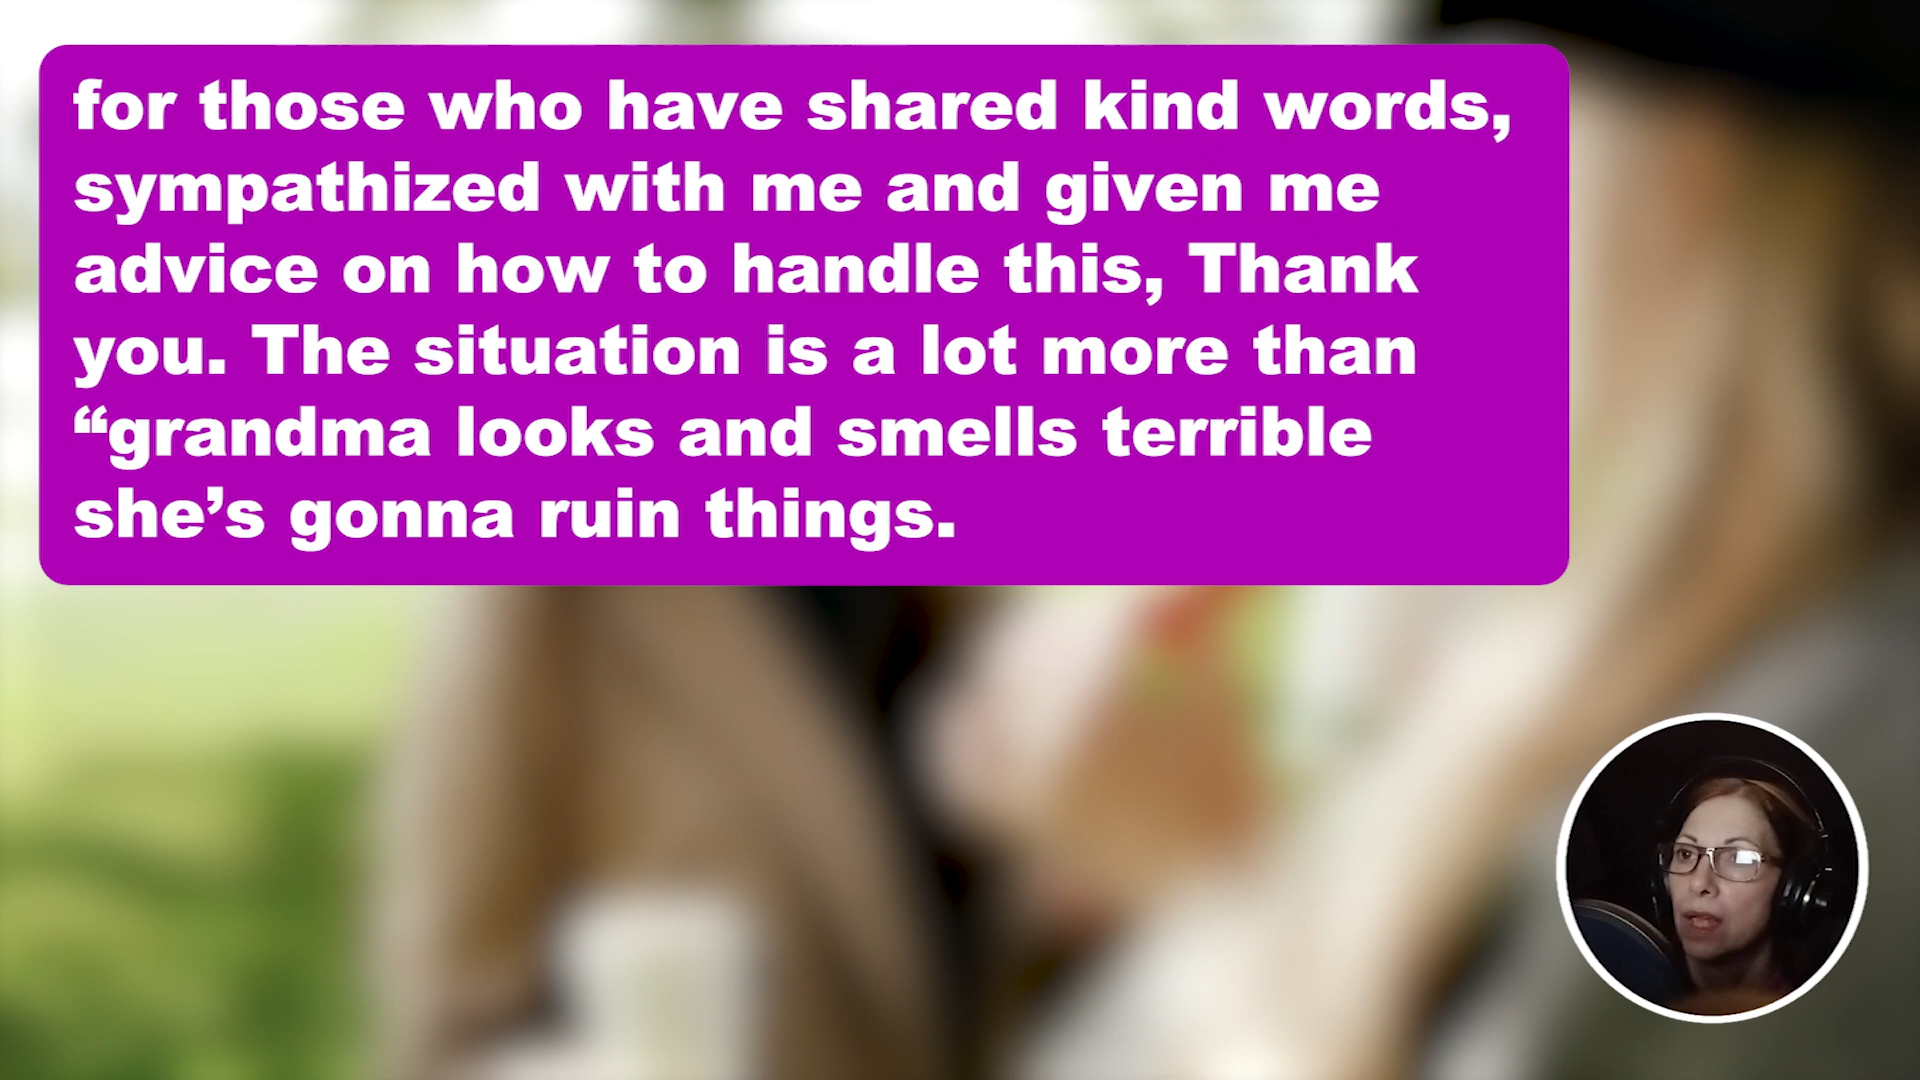 for those who have shared kind words,
sympathized with me and given me
advice on how to handle this, Thank
you. The situation is a lot more than
“grandma looks and smells terrible
she’s gonna ruin things.